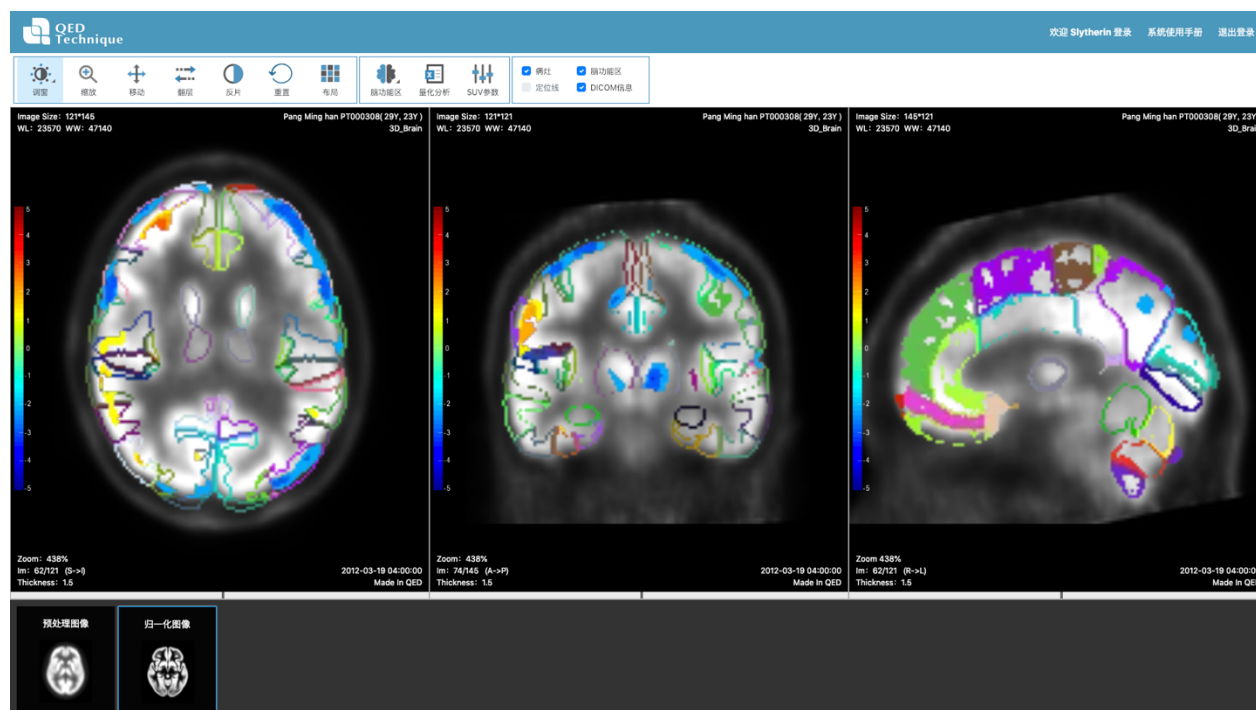 QED
Technique
欢迎 Slytherin 登录 系统使用手册 退出登录
调窗 缩放 移动 翻层 反片 重置 布局 脑功能区 量化分析 SUV参数
病灶 脑功能区
定位线 DICOM信息
Image Size: 121*145
WL: 23570 WW: 47140
Pang Ming han PT000308( 29Y, 23Y )
3D_Brain
5
4
3
2
1
0
-1
-2
-3
-4
-5
Zoom: 438%
Im: 62/121 (S->I)
Thickness: 1.5
2012-03-19 04:00:00
Made In QED
Image Size: 121*121
WL: 23570 WW: 47140
Pang Ming han PT000308( 29Y, 23Y )
3D_Brain
5
4
3
2
1
0
-1
-2
-3
-4
-5
Zoom: 438%
Im: 74/145 (A->P)
Thickness: 1.5
2012-03-19 04:00:00
Made In QED
Image Size: 145*121
WL: 23570 WW: 47140
Pang Ming han PT000308( 29Y, 23Y
3D_Brain
5
4
3
2
1
0
-1
-2
-3
-4
-5
Zoom 438%
Im: 62/121 (R->L)
Thickness: 1.5
2012-03-19 04:00:0
Made In QE
预处理图像 归一化图像